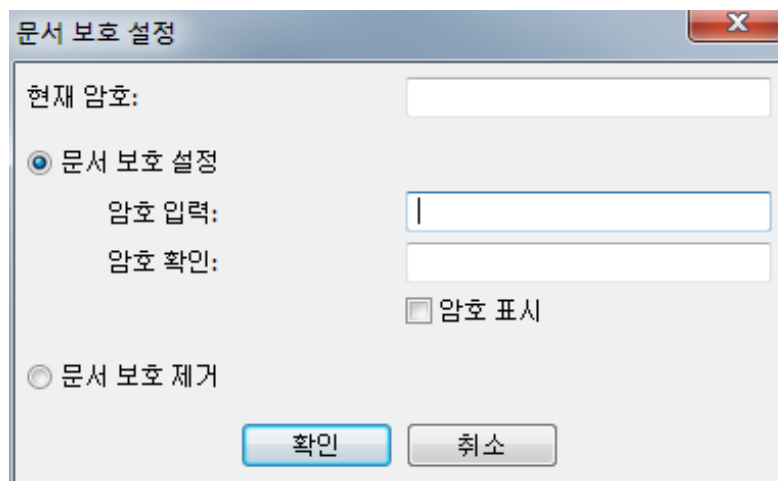 문서 보호 설정
현재 암호:
문서 보호 설정
암호 입력:
암호 확인:
암호 표시
문서 보호 제거
확인 취소